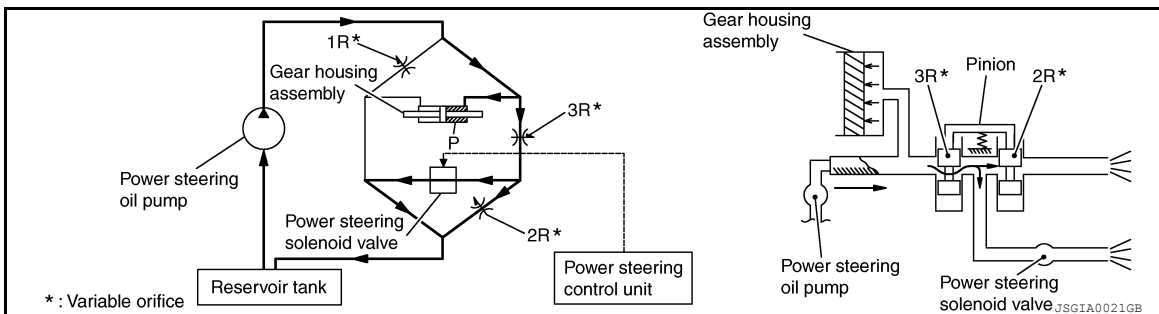 1R*
Gear housing
assembly
3R*
P
Power steering
oil pump
Power steering
solenoid valve
2R*
Reservoir tank
Power steering
control unit
* : Variable orifice
Gear housing
assembly
Pinion
3R*
2R*
Power steering
oil pump
Power steering
solenoid valve
JSGIA0021GB